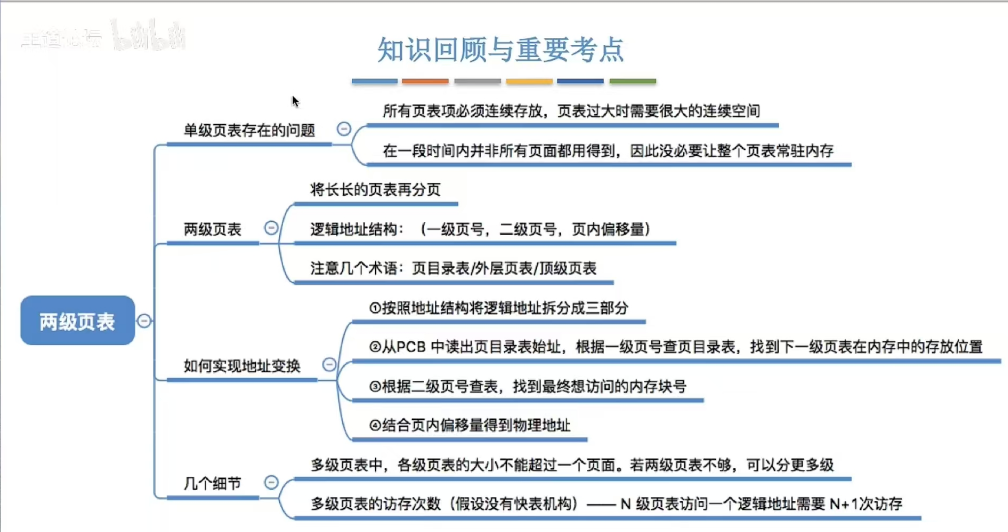 知识回顾与重要考点
单级页表存在的问题
所有页表项必须连续存放，页表过大时需要很大的连续空间
在一段时间内并非所有页面都用得到，因此没必要让整个页表常驻内存
两级页表
将长长的页表再分页
逻辑地址结构：（一级页号，二级页号，页内偏移量）
注意几个术语：页目录表/外层页表/顶级页表
两级页表
如何实现地址变换
①按照地址结构将逻辑地址拆分成三部分
②从PCB 中读出页目录表始址，根据一级页号查页目录表，找到下一级页表在内存中的存放位置
③根据二级页号查表，找到最终想访问的内存块号
④结合页内偏移量得到物理地址
几个细节
多级页表中，各级页表的大小不能超过一个页面。若两级页表不够，可以分更多级
多级页表的访存次数（假设没有快表机构）—— N 级页表访问一个逻辑地址需要 N+1次访存